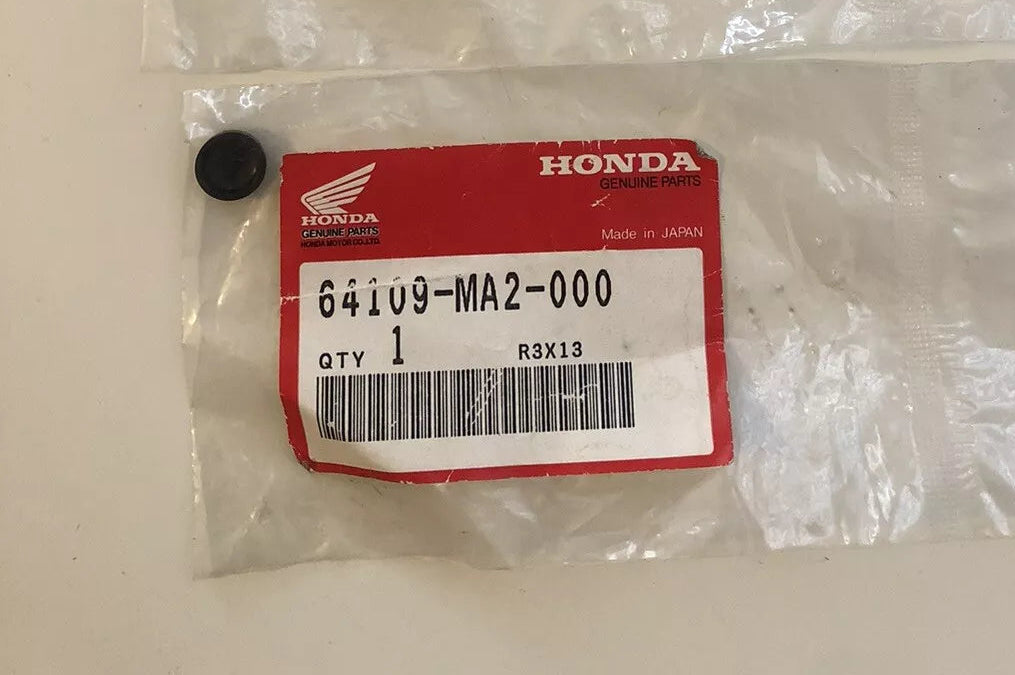 HONDA
GENUINE PARTS
HONDA
GENUINE PARTS
HONDA MOTOR CO.,LTD.
Made in JAPAN
64109-MA2-000
QTY 1 R3X13